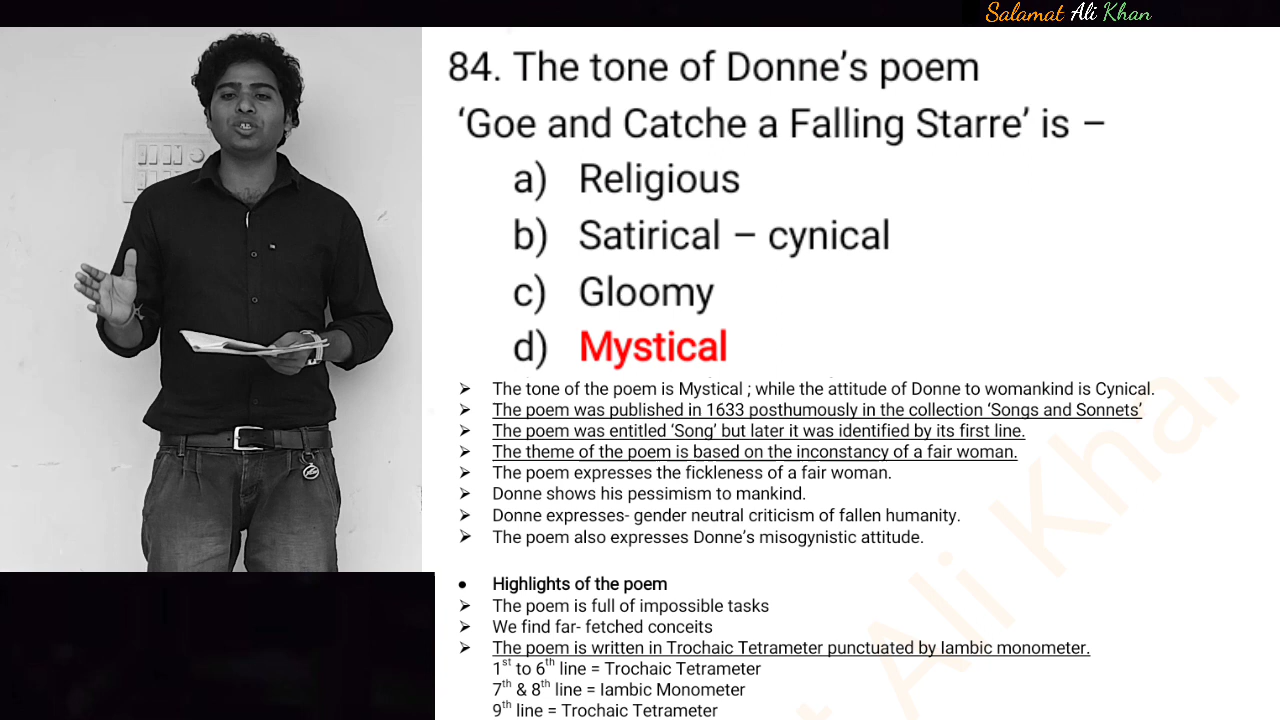 Salamat Ali Khan
84. The tone of Donne’s poem
‘Goe and Catche a Falling Starre’ is –
a) Religious
b) Satirical – cynical
c) Gloomy
d) Mystical
➢ The tone of the poem is Mystical ; while the attitude of Donne to womankind is Cynical.
➢ The poem was published in 1633 posthumously in the collection ‘Songs and Sonnets’
➢ The poem was entitled ‘Song’ but later it was identified by its first line.
➢ The theme of the poem is based on the inconstancy of a fair woman.
➢ The poem expresses the fickleness of a fair woman.
➢ Donne shows his pessimism to mankind.
➢ Donne expresses- gender neutral criticism of fallen humanity.
➢ The poem also expresses Donne’s misogynistic attitude.
• Highlights of the poem
➢ The poem is full of impossible tasks
➢ We find far- fetched conceits
➢ The poem is written in Trochaic Tetrameter punctuated by Iambic monometer.
1st to 6th line = Trochaic Tetrameter
7th & 8th line = Iambic Monometer
9th line = Trochaic Tetrameter
Ali Khan